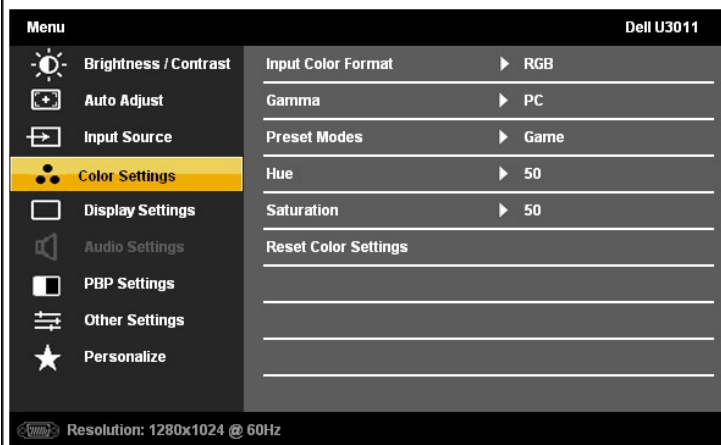 Menu Dell U3011
Brightness / Contrast Input Color Format RGB
Auto Adjust Gamma PC
Input Source Preset Modes Game
Color Settings Hue 50
Display Settings Saturation 50
Audio Settings Reset Color Settings
PBP Settings
Other Settings
Personalize
Resolution: 1280x1024 @ 60Hz